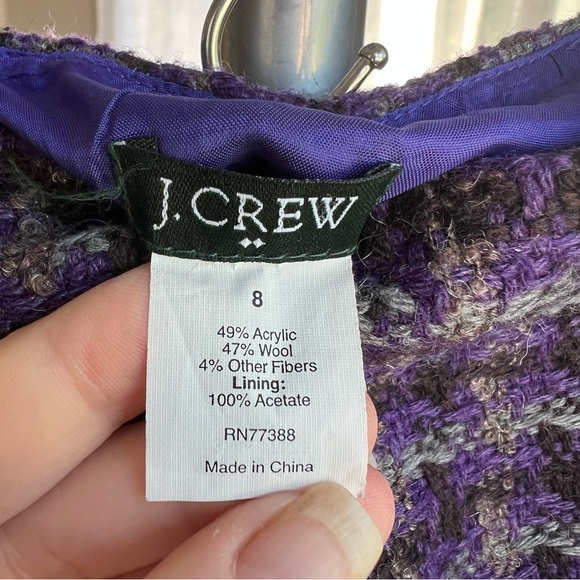 J.CREW
8
49% Acrylic
47% Wool
4% Other Fibers
Lining:
100% Acetate
RN77388
Made in China